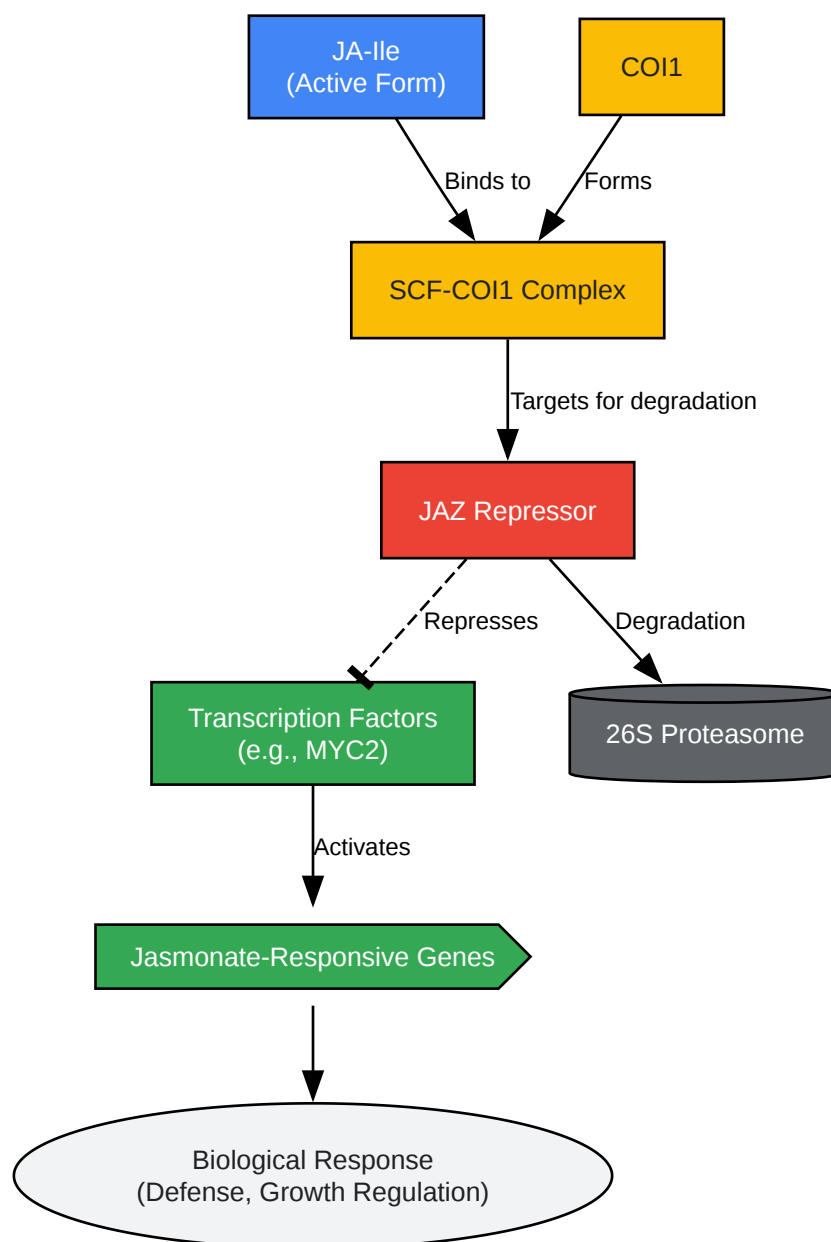 JA-Ile
(Active Form)
COI1
Binds to
Forms
SCF-COI1 Complex
Targets for degradation
JAZ Repressor
Represses
Degradation
Transcription Factors
(e.g., MYC2)
26S Proteasome
Activates
Jasmonate-Responsive Genes
Biological Response
(Defense, Growth Regulation)